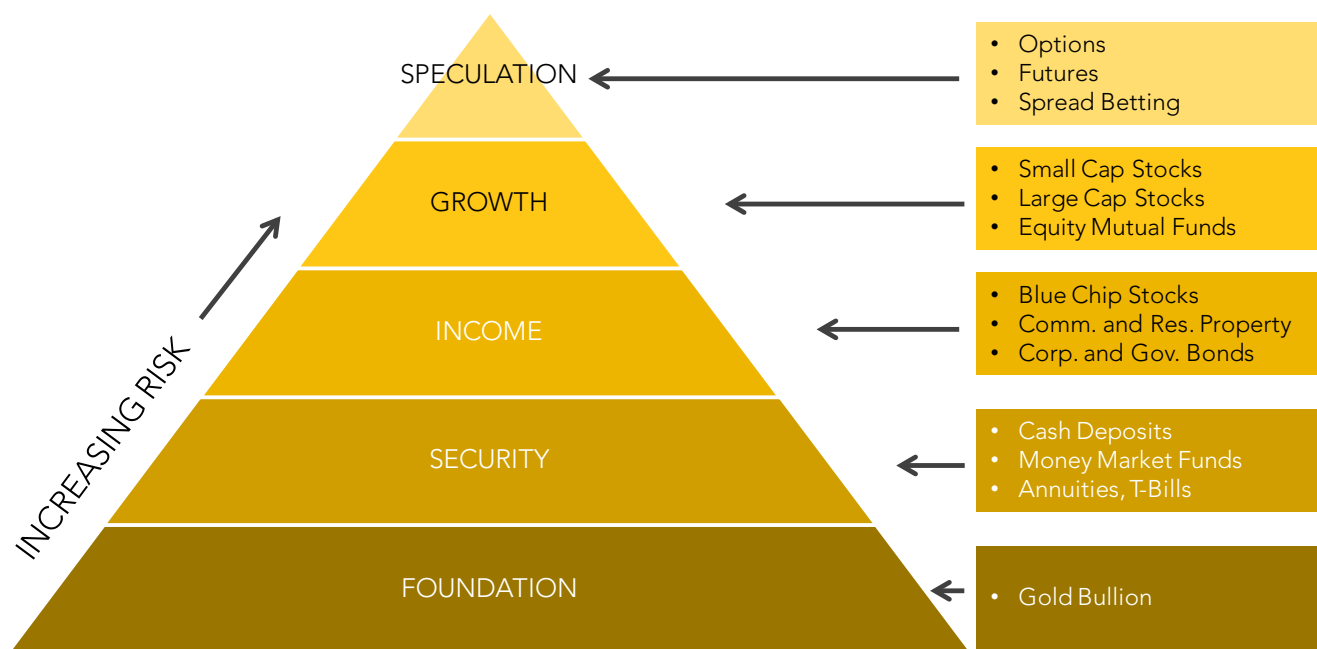 SPECULATION
• Options
• Futures
• Spread Betting
GROWTH
• Small Cap Stocks
• Large Cap Stocks
• Equity Mutual Funds
INCOME
• Blue Chip Stocks
• Comm. and Res. Property
• Corp. and Gov. Bonds
SECURITY
• Cash Deposits
• Money Market Funds
• Annuities, T-Bills
FOUNDATION
• Gold Bullion
INCREASING RISK